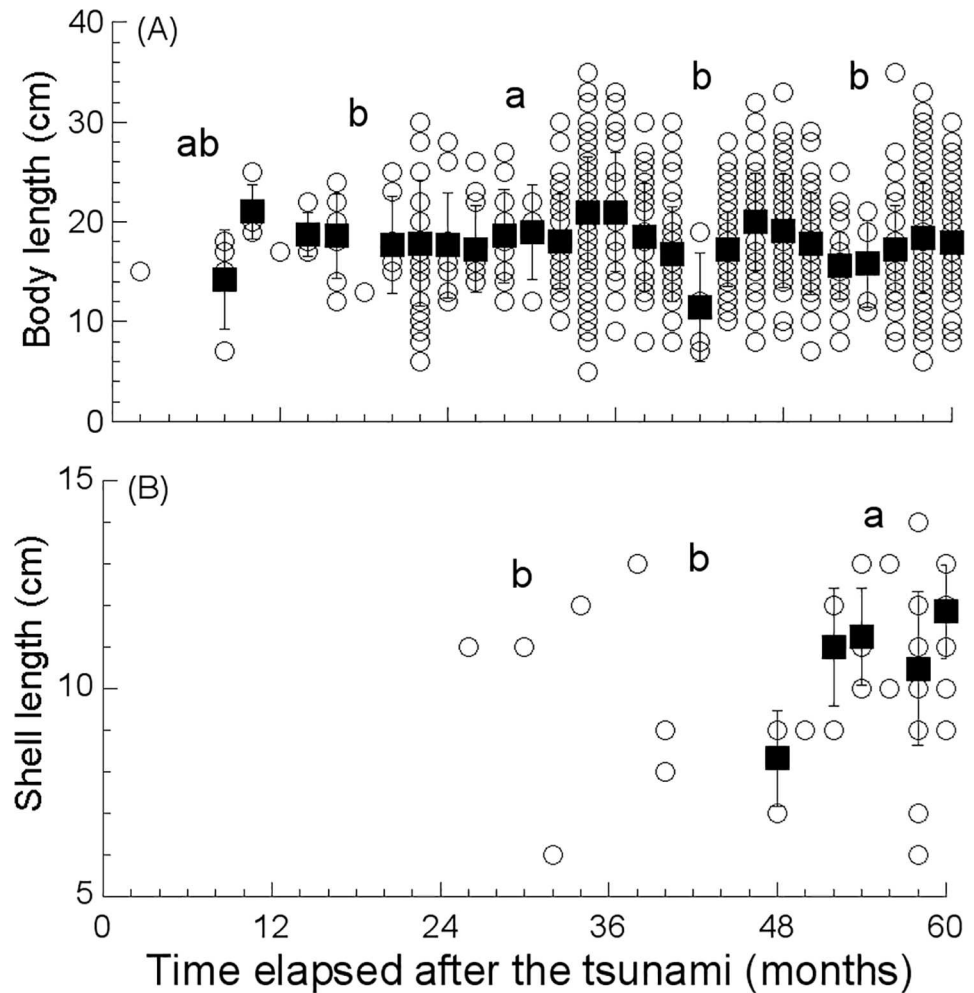 (A)
Body length (cm)
40
30
20
10
0
ab
b
a
b
b
(B)
Shell length (cm)
15
10
5
b
b
a
0
12
24
36
48
60
Time elapsed after the tsunami (months)